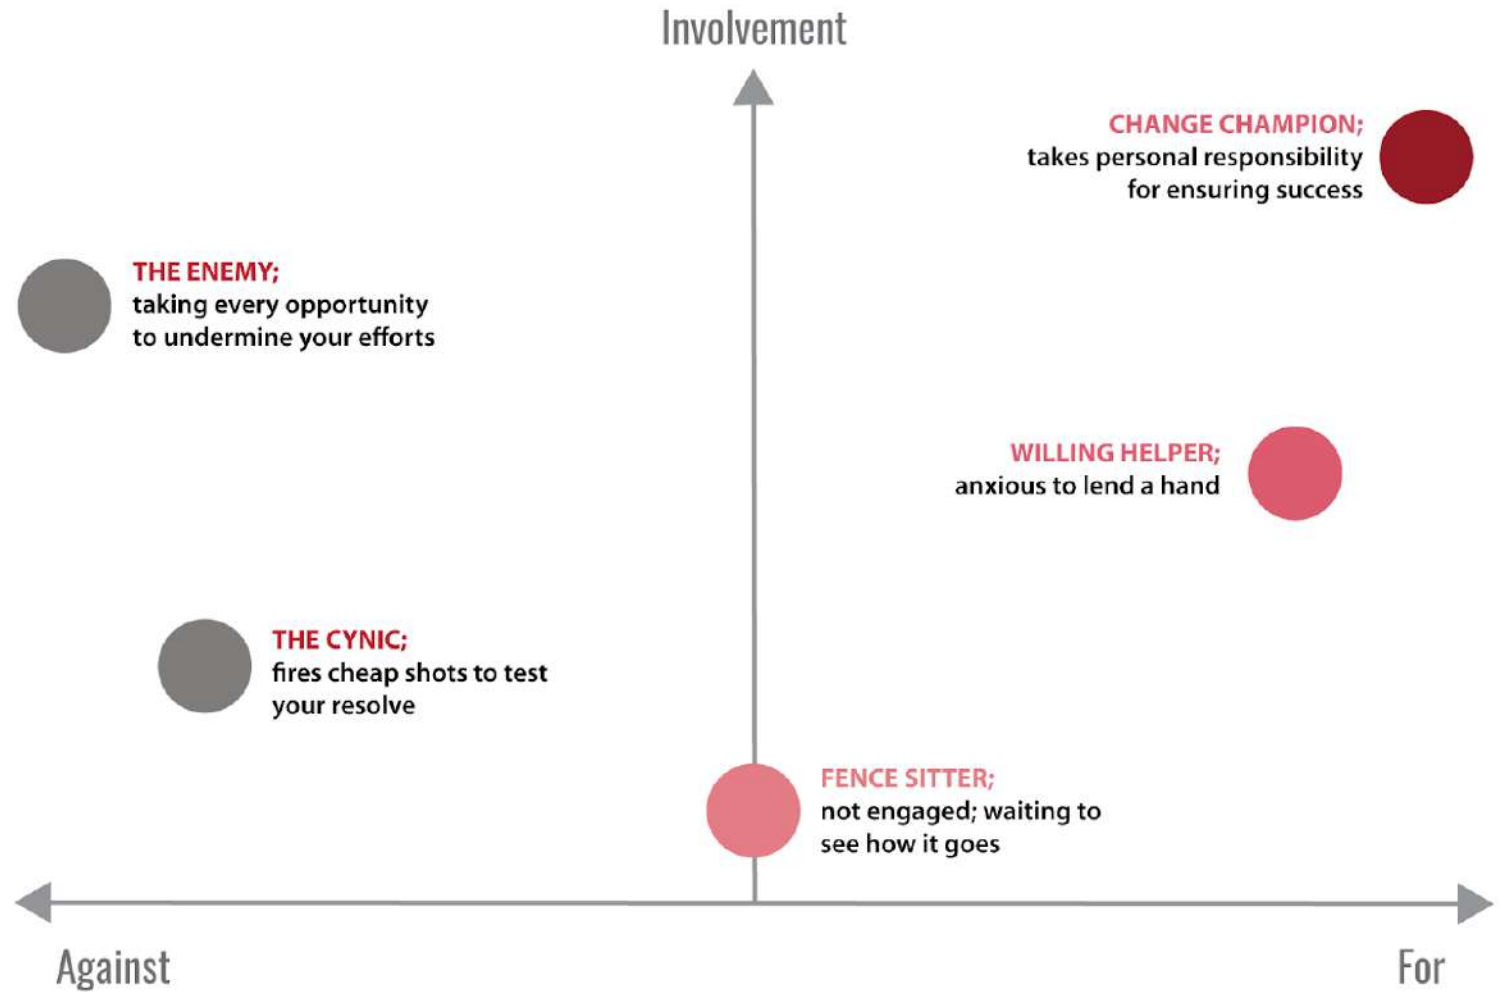 Involvement
CHANGE CHAMPION;
takes personal responsibility
for ensuring success
THE ENEMY;
taking every opportunity
to undermine your efforts
WILLING HELPER;
anxious to lend a hand
THE CYNIC;
fires cheap shots to test
your resolve
FENCE SITTER;
not engaged; waiting to
see how it goes
Against
For